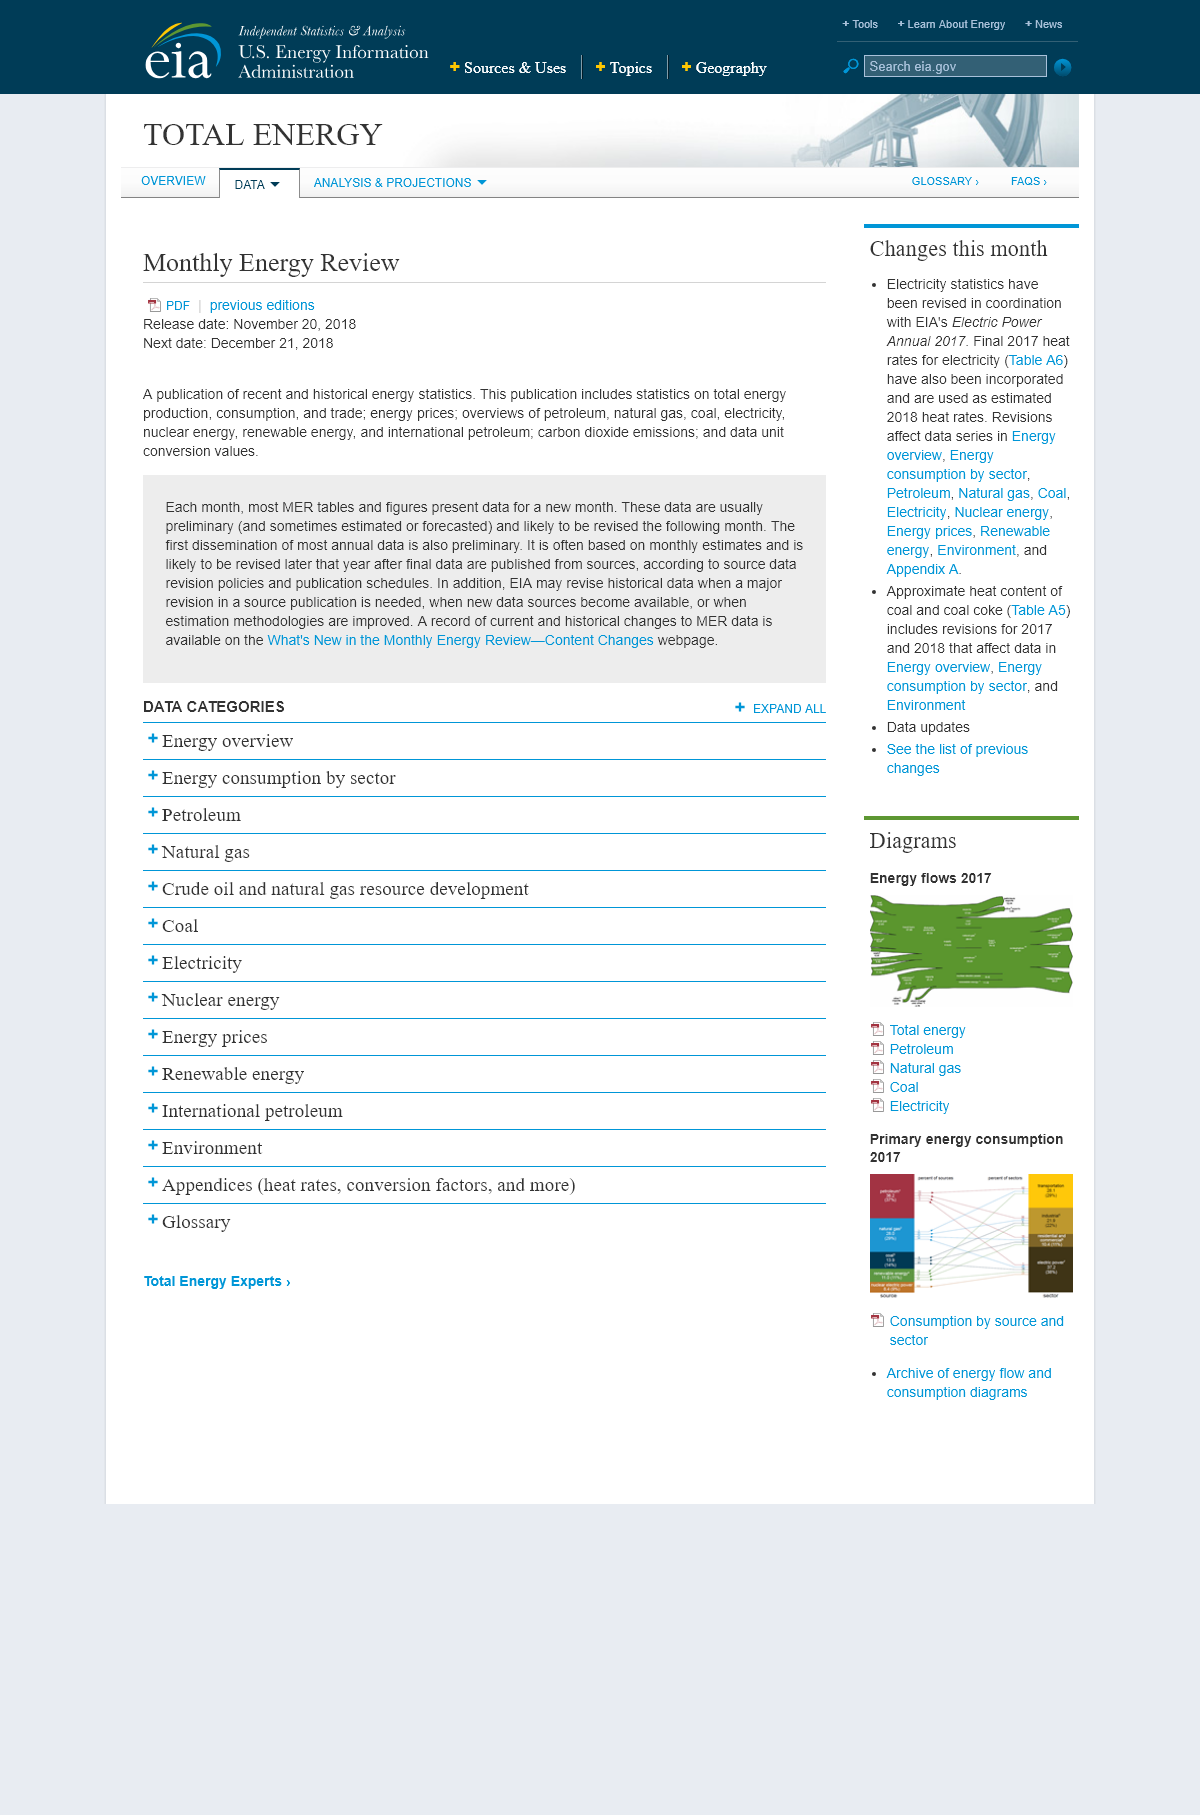 Independent Statistics & Analysis
U.S. Energy Information
Administration
eia
+ Sources & Uses
+ Topics
+ Geography
+ Tools
+ Learn About Energy
+ News
Search eia.gov
TOTAL ENERGY
OVERVIEW
DATA
ANALYSIS & PROJECTIONS
GLOSSARY ›
FAQS ›
Monthly Energy Review
PDF | previous editions
Release date: November 20, 2018
Next date: December 21, 2018
A publication of recent and historical energy statistics. This publication includes statistics on total energy
production, consumption, and trade; energy prices; overviews of petroleum, natural gas, coal, electricity,
nuclear energy, renewable energy, and international petroleum; carbon dioxide emissions; and data unit
conversion values.
Each month, most MER tables and figures present data for a new month. These data are usually
preliminary (and sometimes estimated or forecasted) and likely to be revised the following month. The
first dissemination of most annual data is also preliminary. It is often based on monthly estimates and is
likely to be revised later that year after final data are published from sources, according to source data
revision policies and publication schedules. In addition, EIA may revise historical data when a major
revision in a source publication is needed, when new data sources become available, or when
estimation methodologies are improved. A record of current and historical changes to MER data is
available on the What's New in the Monthly Energy Review—Content Changes webpage.
DATA CATEGORIES
+ EXPAND ALL
+ Energy overview
+ Energy consumption by sector
+ Petroleum
+ Natural gas
+ Crude oil and natural gas resource development
+ Coal
+ Electricity
+ Nuclear energy
+ Energy prices
+ Renewable energy
+ International petroleum
+ Environment
+ Appendices (heat rates, conversion factors, and more)
+ Glossary
Total Energy Experts ›
Changes this month
• Electricity statistics have
been revised in coordination
with EIA's Electric Power
Annual 2017. Final 2017 heat
rates for electricity (Table A6)
have also been incorporated
and are used as estimated
2018 heat rates. Revisions
affect data series in Energy
overview, Energy
consumption by sector,
Petroleum, Natural gas, Coal,
Electricity, Nuclear energy,
Energy prices, Renewable
energy, Environment, and
Appendix A.
• Approximate heat content of
coal and coal coke (Table A5)
includes revisions for 2017
and 2018 that affect data in
Energy overview, Energy
consumption by sector, and
Environment
• Data updates
• See the list of previous
changes
Diagrams
Energy flows 2017
Total energy
Petroleum
Natural gas
Coal
Electricity
Primary energy consumption
2017
percent of sources
percent of sectors
source
sector
Consumption by source and
sector
• Archive of energy flow and
consumption diagrams